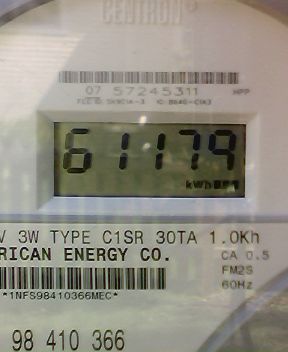 CENTRON®
07 57245311 HPP
61179
kWh
V 3W TYPE C1SR 30TA 1.0Kh
RICAN ENERGY CO. CA 0.5
FM2S
60Hz
*1NFS98410366MEC*
98 410 366